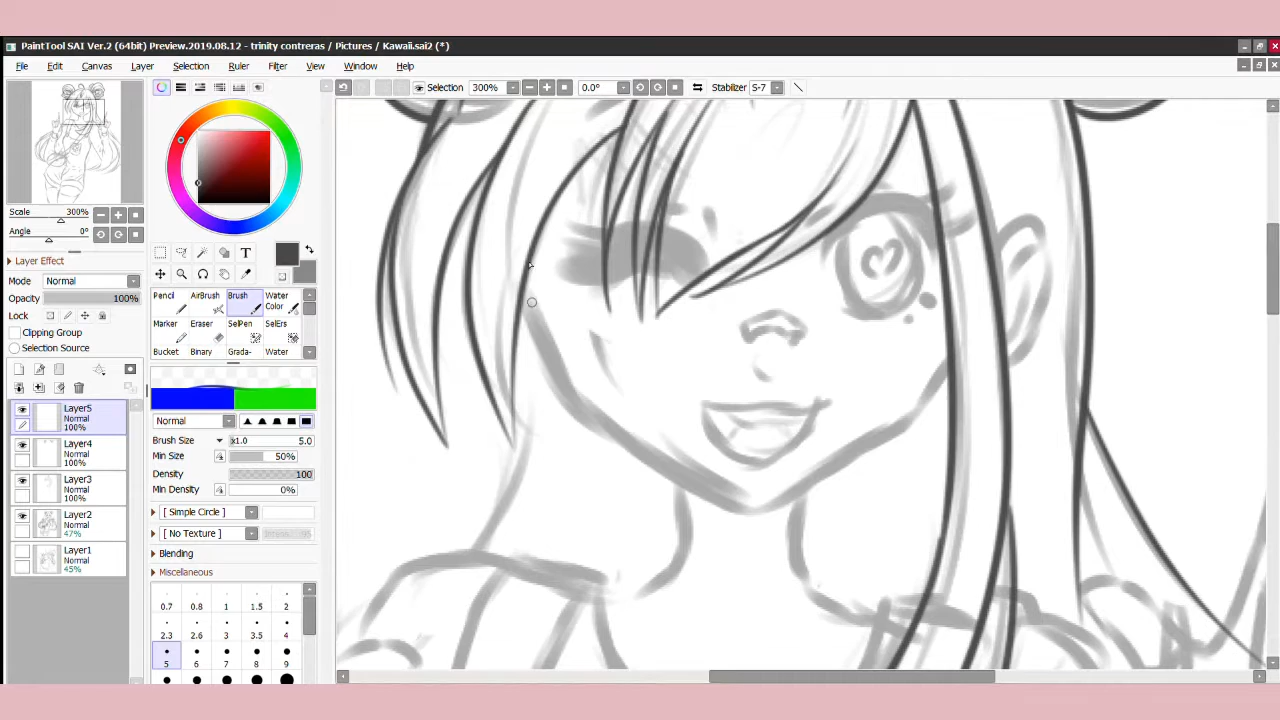 PaintTool SAI Ver.2 (64bit) Preview.2019.08.12 - trinity contreras / Pictures / Kawaii.sai2 (*)
File Edit Canvas Layer Selection Ruler Filter View Window Help
Selection 300% 0.0° Stabilizer S-7
Scale 300%
Angle 0°
Layer Effect
Mode Normal
Opacity 100%
Lock
Clipping Group
Selection Source
Layer5
Normal
100%
Layer4
Normal
100%
Layer3
Normal
100%
Layer2
Normal
47%
Layer1
Normal
45%
T
Pencil AirBrush Brush Water Color
Marker Eraser SelPen SelErs
Bucket Binary Grada- Water
Normal
Brush Size x1.0 5.0
Min Size 50%
Density 100
Min Density 0%
[ Simple Circle ]
[ No Texture ]
Blending
Miscellaneous
0.7 0.8 1 1.5 2
2.3 2.6 3 3.5 4
5 6 7 8 9